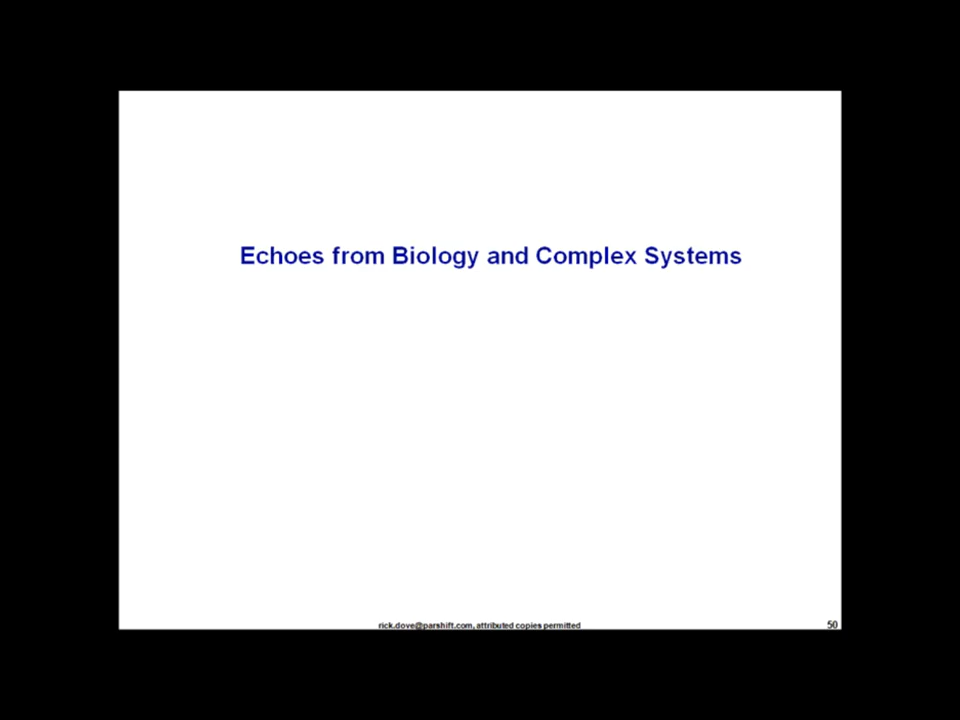 Echoes from Biology and Complex Systems
rick.dove@parshift.com, attributed copies permitted
50